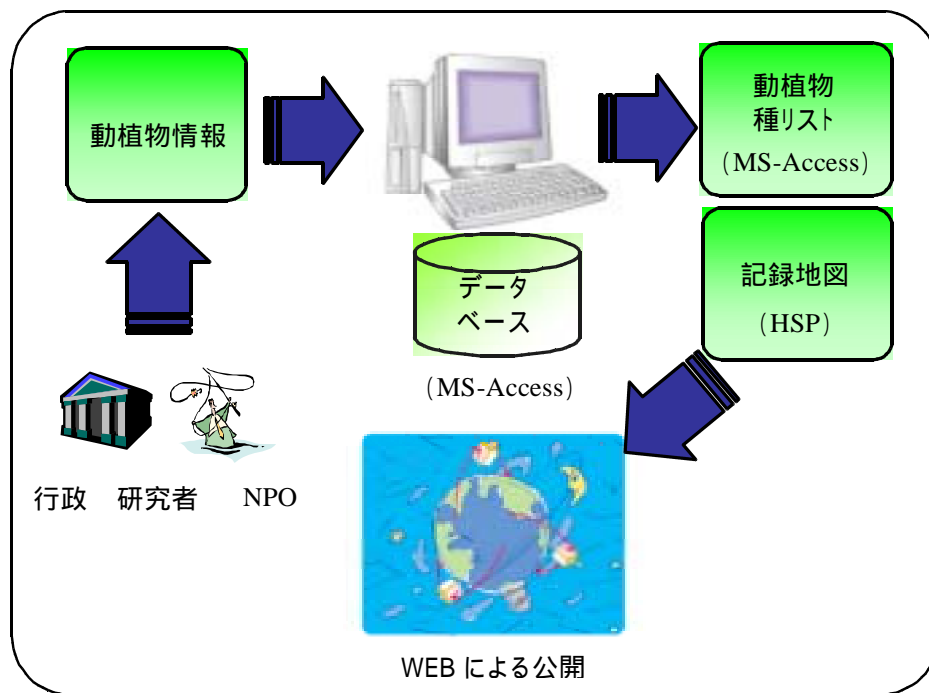 動植物情報
動植物
種リスト
(MS-Access)
記録地図
(HSP)
データ
ベース
(MS-Access)
行政 研究者 NPO
WEB による公開